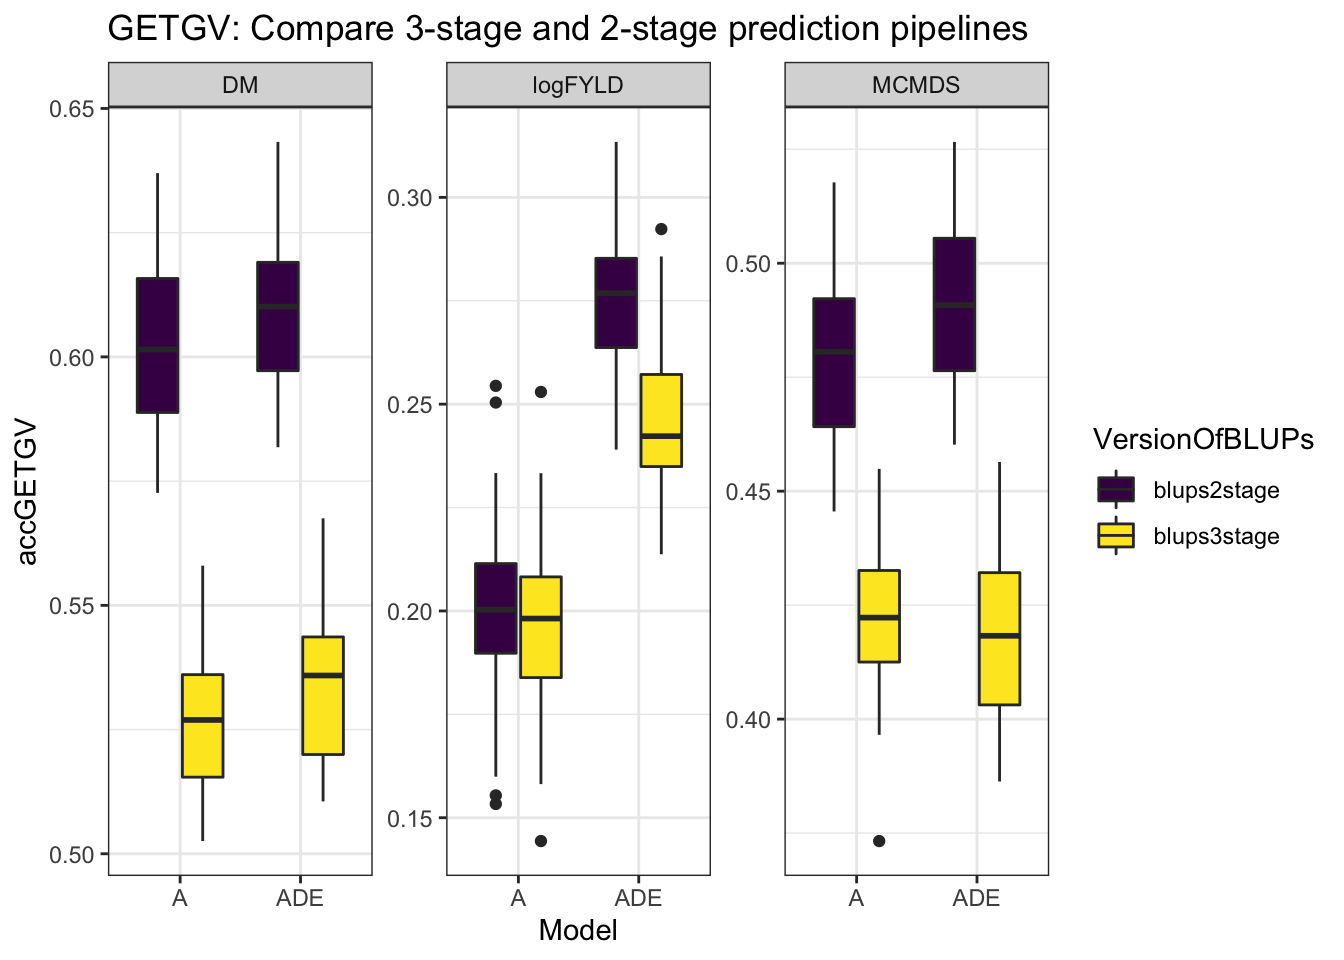 GETGV: Compare 3-stage and 2-stage prediction pipelines
DM
logFYLD
MCMDS
accGETGV
0.65
0.60
0.55
0.50
0.30
0.25
0.20
0.15
0.50
0.45
0.40
A
ADE
A
ADE
A
ADE
Model
VersionOfBLUPs
blups2stage
blups3stage